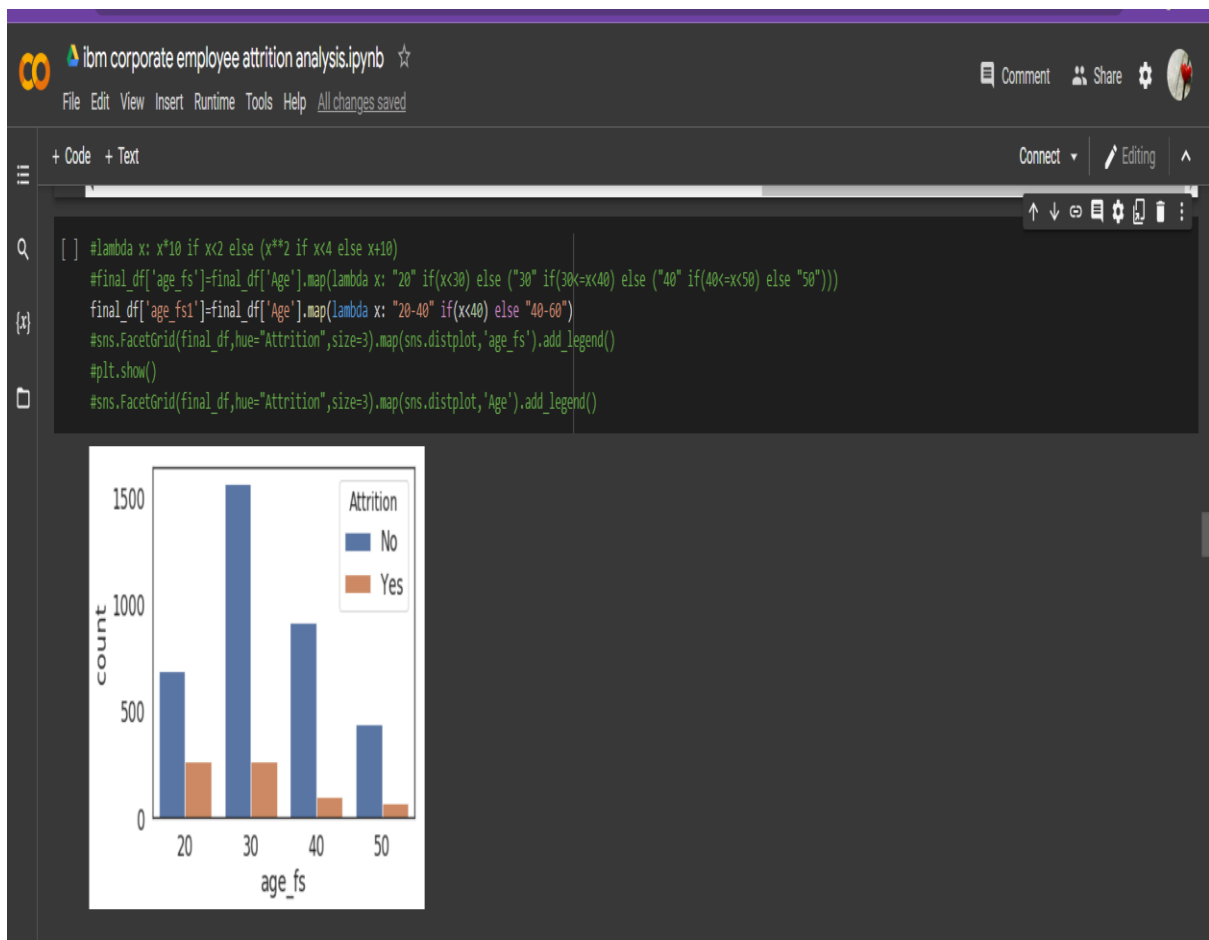 ibm corporate employee attrition analysis.ipynb
Comment Share
File Edit View Insert Runtime Tools Help All changes saved
+ Code + Text
Connect Editing
[ ] #lambda x: x*10 if x<2 else (x**2 if x<4 else x+10)
#final_df['age_fs']=final_df['Age'].map(lambda x: "20" if(x<30) else ("30" if(30<=x<40) else ("40" if(40<=x<50) else "50")))
{x} final_df['age_fs1']=final_df['Age'].map(lambda x: "20-40" if(x<40) else "40-60")
#sns.FacetGrid(final_df,hue="Attrition",size=3).map(sns.distplot,'age_fs').add_legend()
#plt.show()
#sns.FacetGrid(final_df,hue="Attrition",size=3).map(sns.distplot,'Age').add_legend()
1500
1000
500
0
count
Attrition
No
Yes
20 30 40 50
age_fs